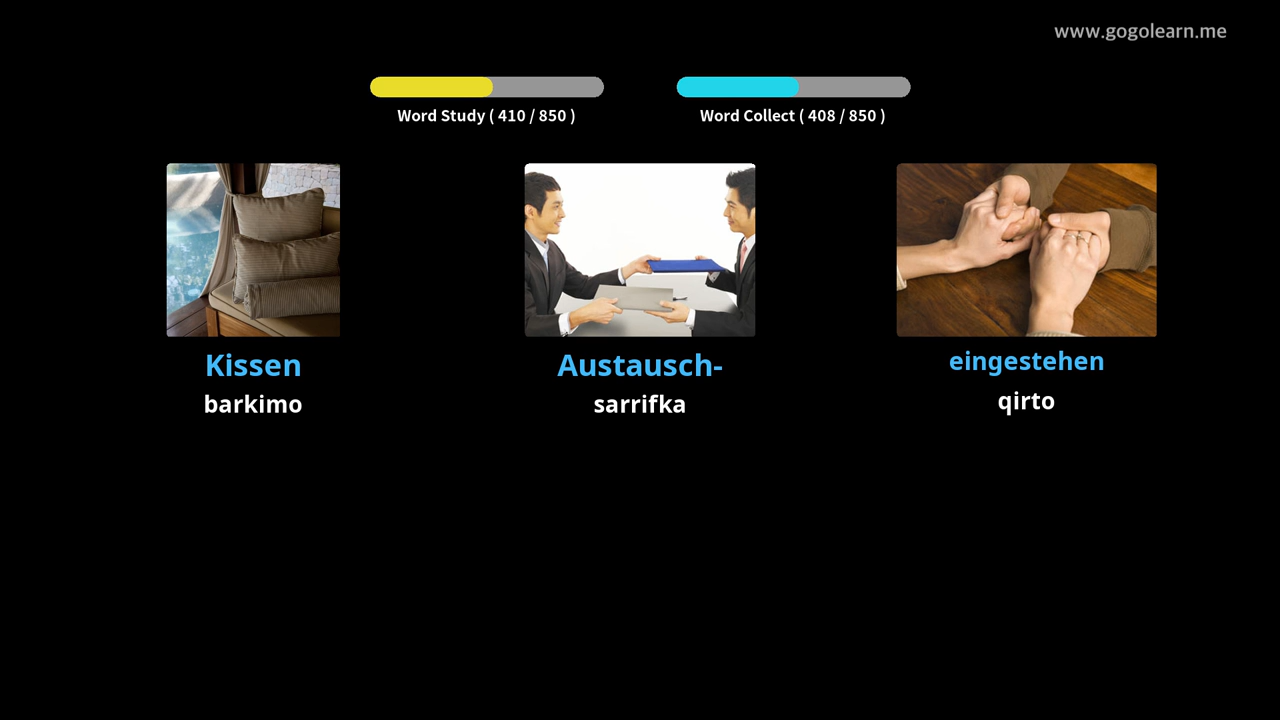 www.gogolearn.me
Word Study ( 410 / 850 )
Word Collect ( 408 / 850 )
Kissen
barkimo
Austausch-
sarrifka
eingestehen
qirto